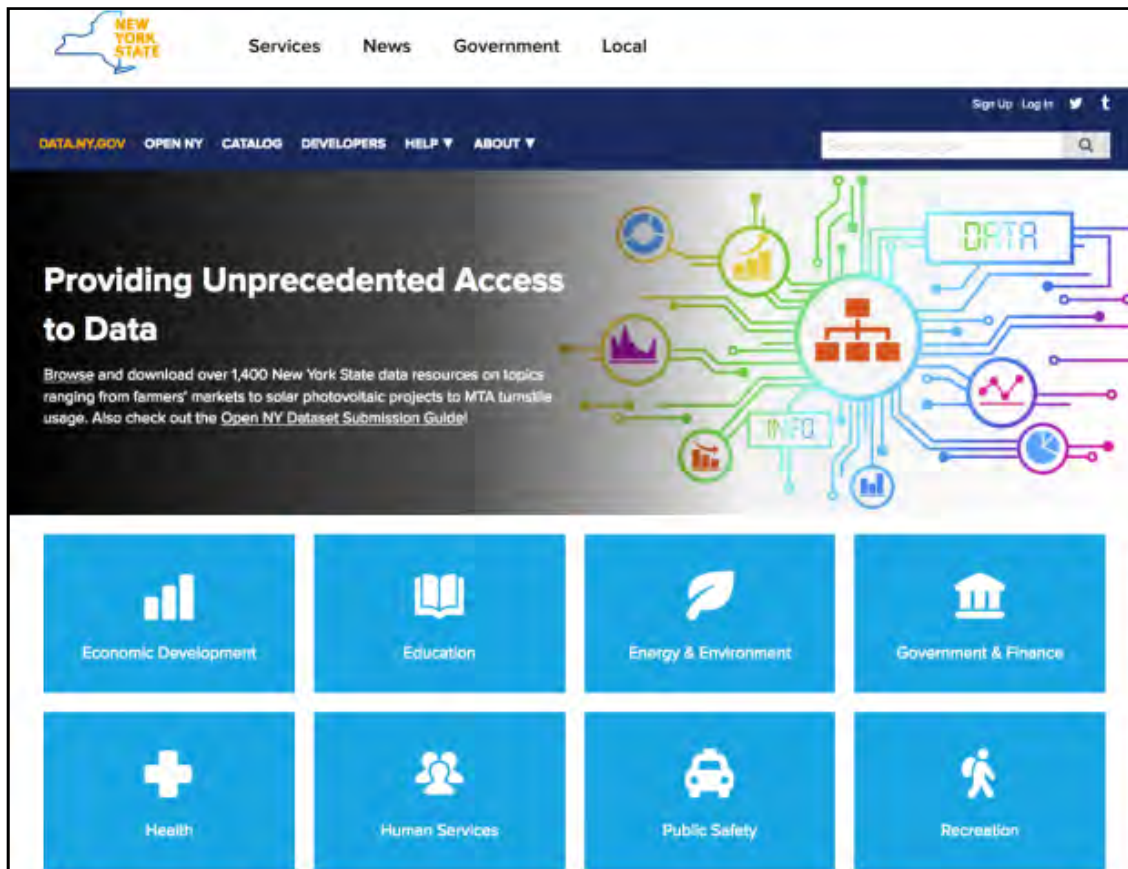 NEW
YORK
STATE
Services News Government Local
Sign Up Log In
DATA.NY.GOV OPEN NY CATALOG DEVELOPERS HELP ▼ ABOUT ▼
Providing Unprecedented Access
to Data
Browse and download over 1,400 New York State data resources on topics
ranging from farmers' markets to solar photovoltaic projects to MTA turnstile
usage. Also check out the Open NY Dataset Submission Guide!
DATA
INFO
Economic Development Education Energy & Environment Government & Finance
Health Human Services Public Safety Recreation